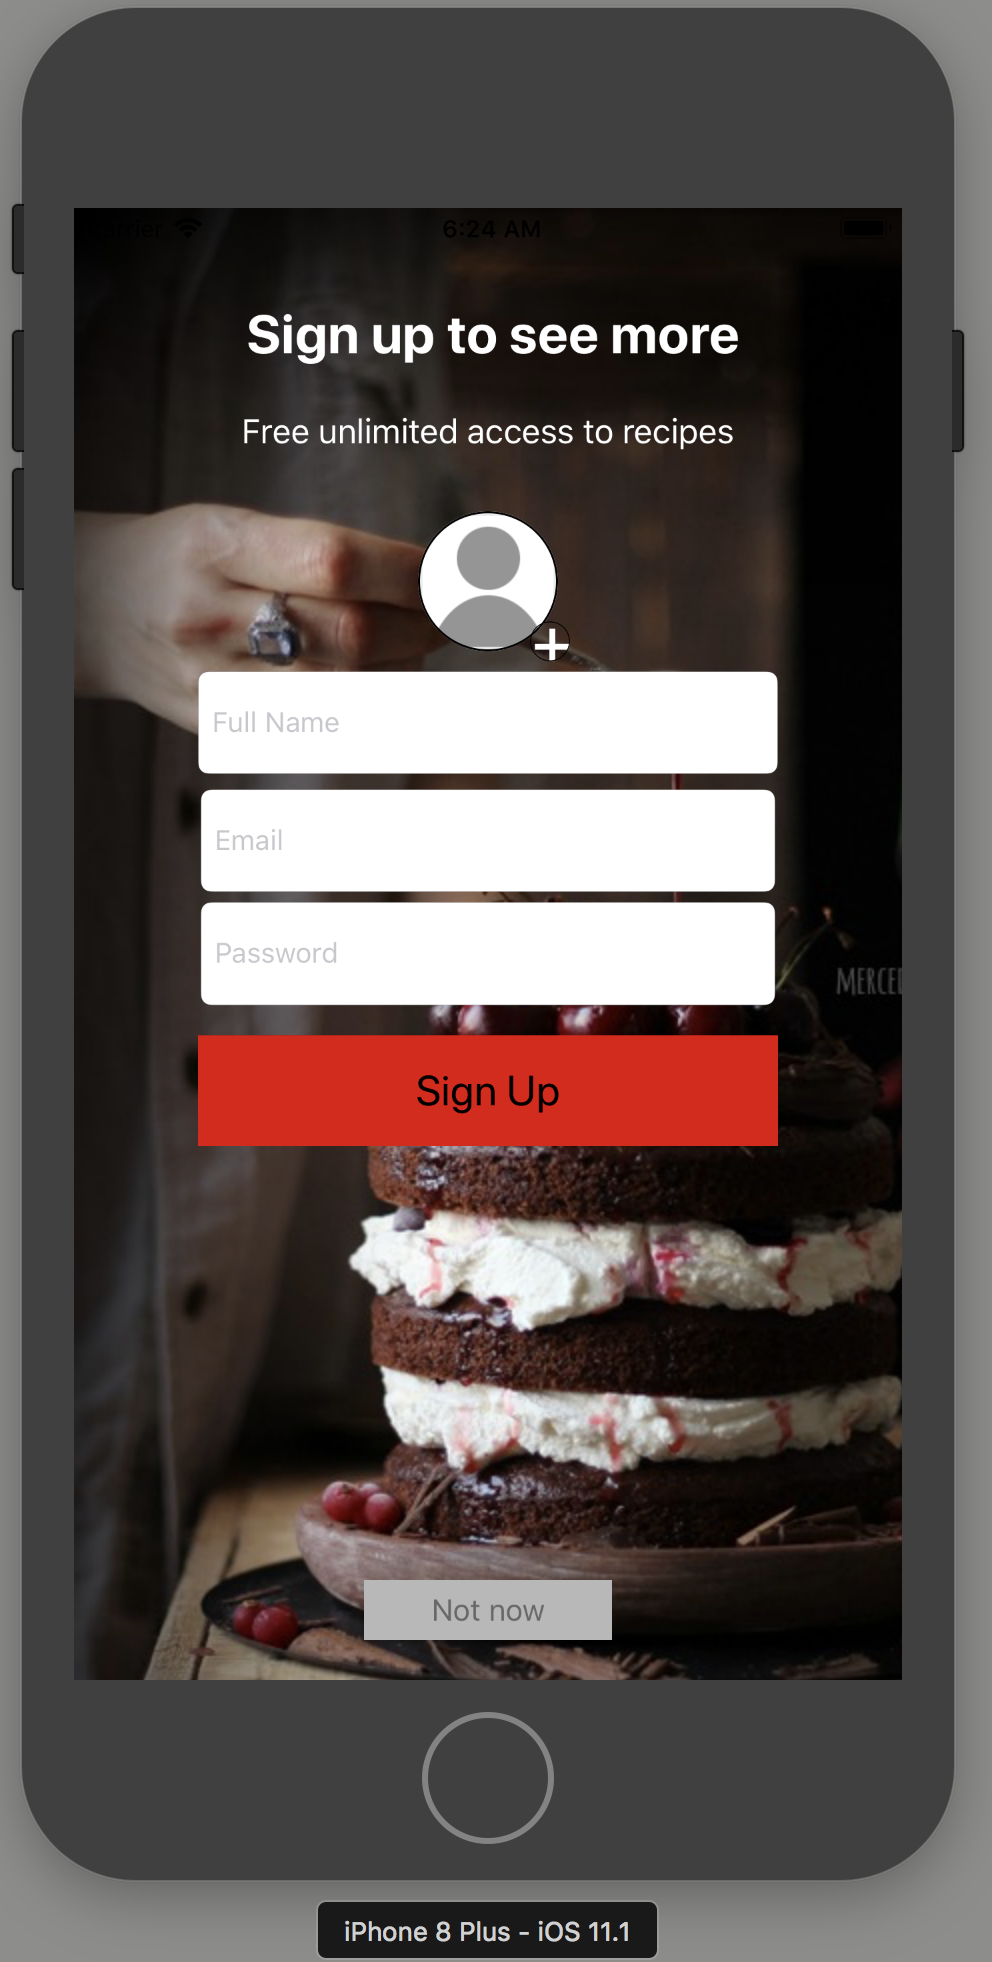 6:24 AM
Sign up to see more
Free unlimited access to recipes
Full Name
Email
Password
Sign Up
Not now
iPhone 8 Plus - iOS 11.1